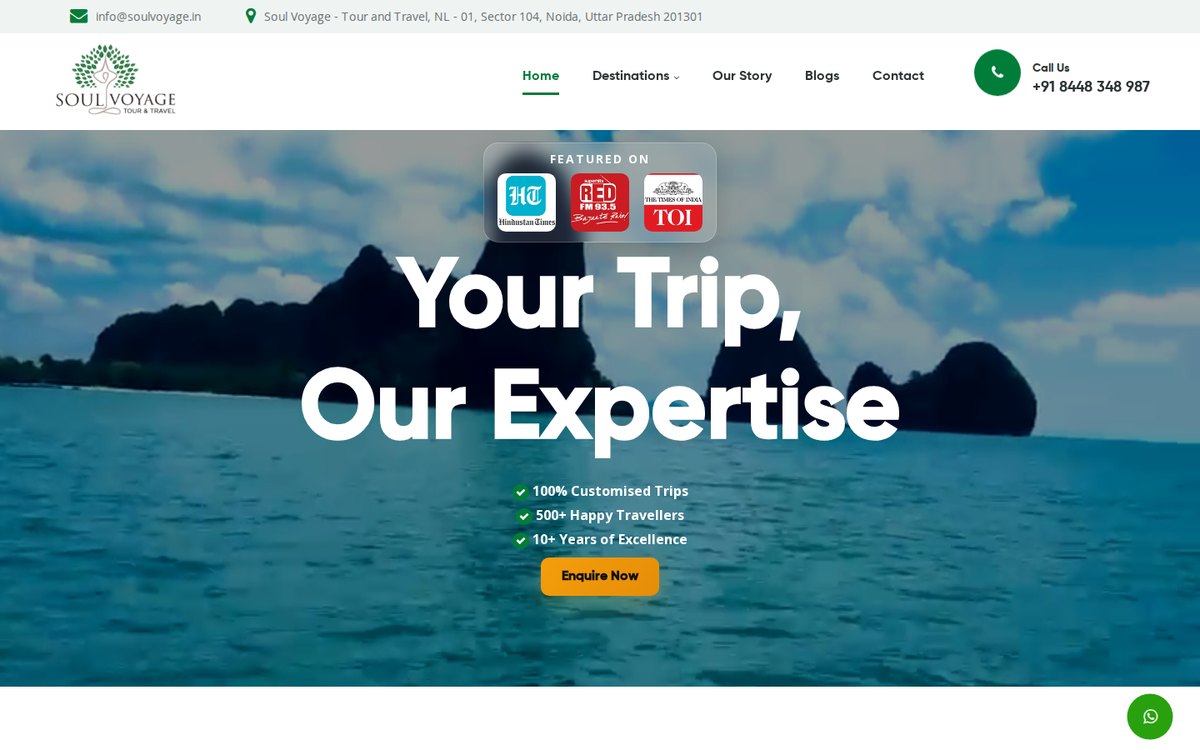 info@soulvoyage.in
Soul Voyage - Tour and Travel, NL - 01, Sector 104, Noida, Uttar Pradesh 201301
SOUL VOYAGE
TOUR & TRAVEL
Home
Destinations
Our Story
Blogs
Contact
Call Us
+91 8448 348 987
FEATURED ON
HT
Hindustan Times
superhits
RED
FM 93.5
Bajaate Raho!
THE TIMES OF INDIA
TOI
Your Trip,
Our Expertise
100% Customised Trips
500+ Happy Travellers
10+ Years of Excellence
Enquire Now